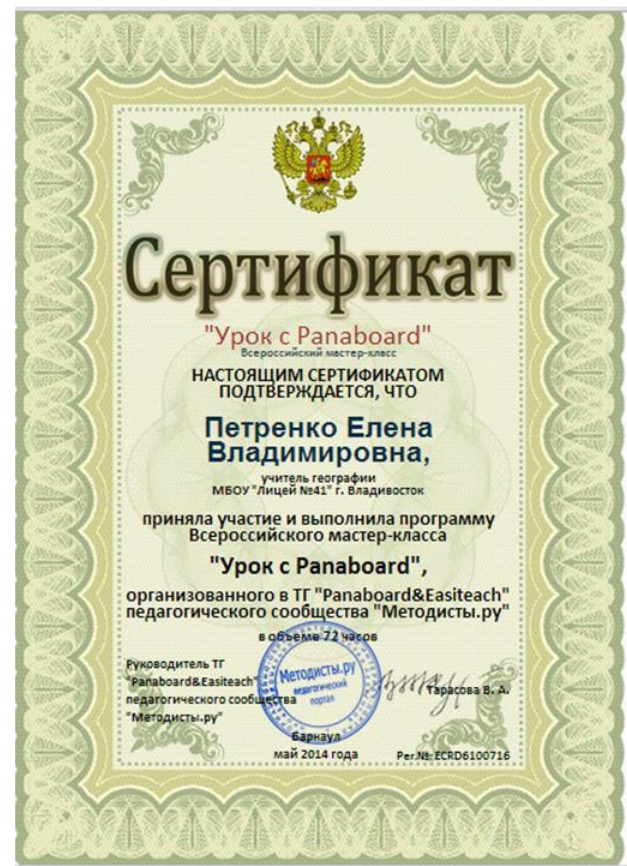 Сертификат
"Урок с Panaboard"
Всероссийский мастер-класс
НАСТОЯЩИМ СЕРТИФИКАТОМ
ПОДТВЕРЖДАЕТСЯ, ЧТО
Петренко Елена
Владимировна,
учитель географии
МБОУ "Лицей №41" г. Владивосток
приняла участие и выполнила программу
Всероссийского мастер-класса
"Урок с Panaboard",
организованного в ТГ "Panaboard&Easiteach"
педагогического сообщества "Методисты.ру"
в объеме 72 часов
Руководитель ТГ
"Panaboard&Easiteach"
педагогического сообщества
"Методисты.ру"
Методисты.ру
педагогический
портал
Тарасова В. А.
Барнаул
май 2014 года
Рег.№: ECRD6100716